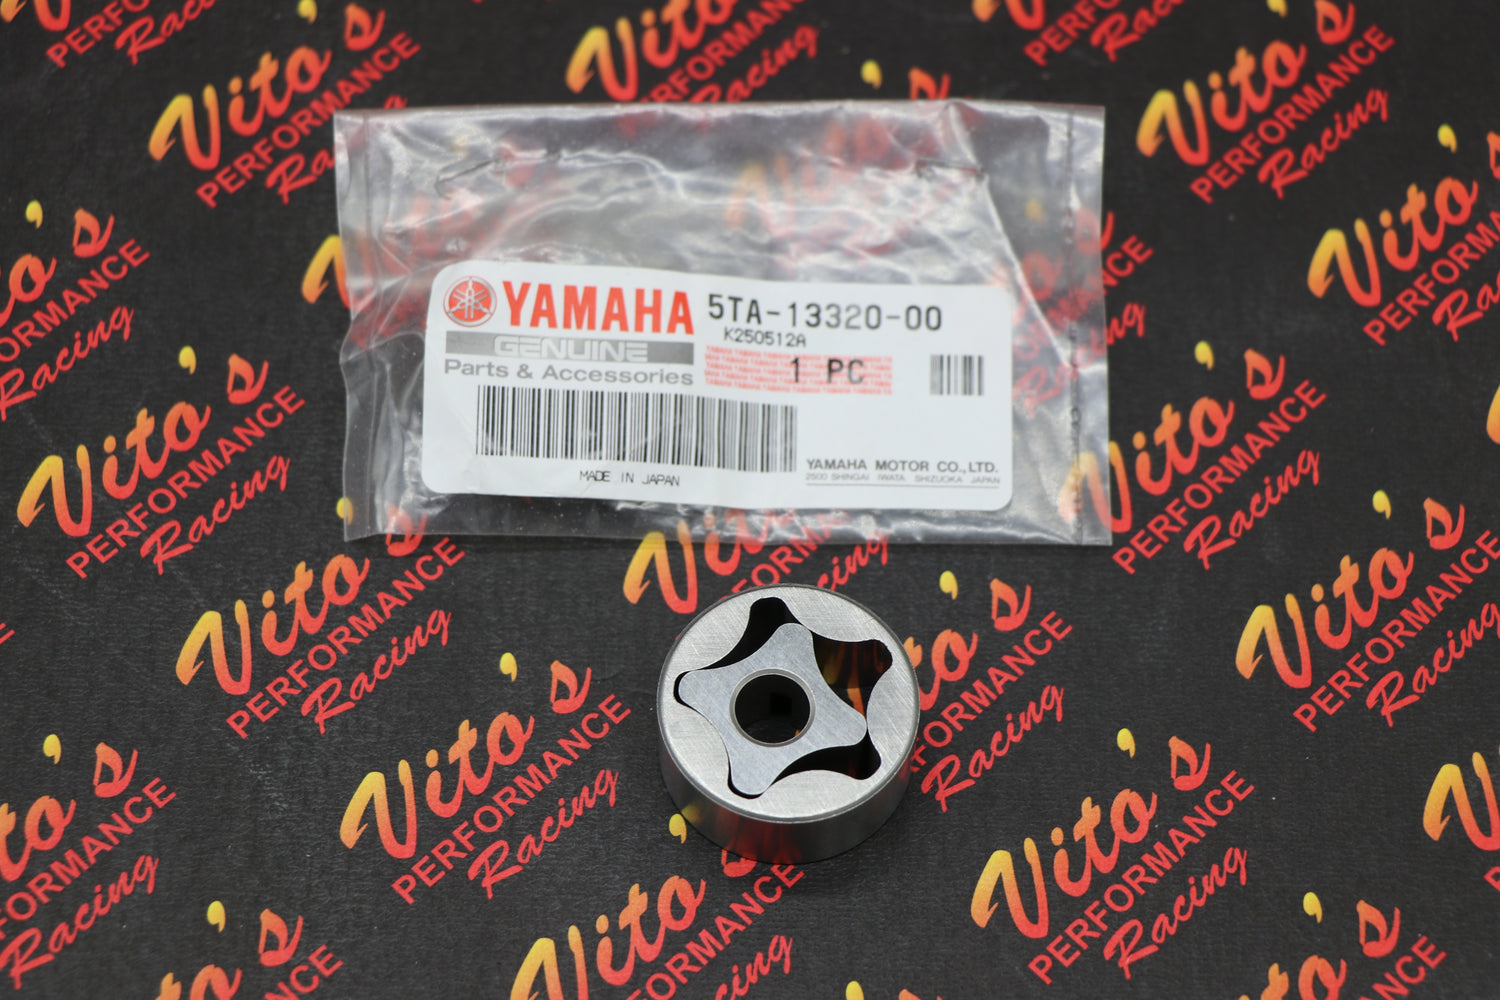 YAMAHA 5TA-13320-00
K250512A
GENUINE
Parts & Accessories
1 PC
MADE IN JAPAN
YAMAHA MOTOR CO.,LTD.
2500 SHINGAI IWATA SHIZUOKA JAPAN
Vito's
PERFORMANCE
Racing